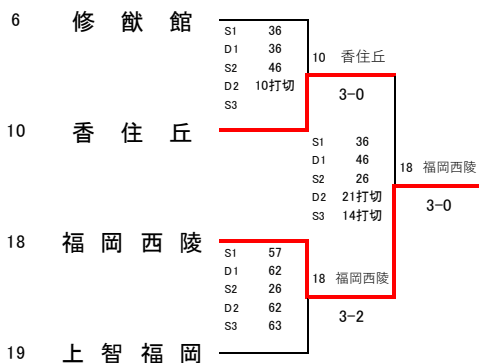 6 修 猷 館
S1 36
D1 36
S2 46
D2 10打切
S3
10 香住丘
3-0
10 香 住 丘
S1 36
D1 46
S2 26
D2 21打切
S3 14打切
18 福岡西陵
3-0
18 福 岡 西 陵
S1 57
D1 62
S2 26
D2 62
S3 63
18 福岡西陵
3-2
19 上 智 福 岡